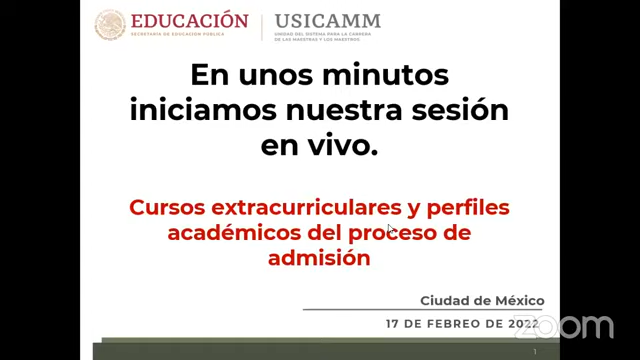 EDUCACIÓN
SECRETARÍA DE EDUCACIÓN PÚBLICA
USICAMM
UNIDAD DEL SISTEMA PARA LA CARRERA
DE LAS MAESTRAS Y LOS MAESTROS
En unos minutos
iniciamos nuestra sesión
en vivo.
Cursos extracurriculares y perfiles
académicos del proceso de
admisión
Ciudad de México
17 DE FEBREO DE 2022
zoom
1